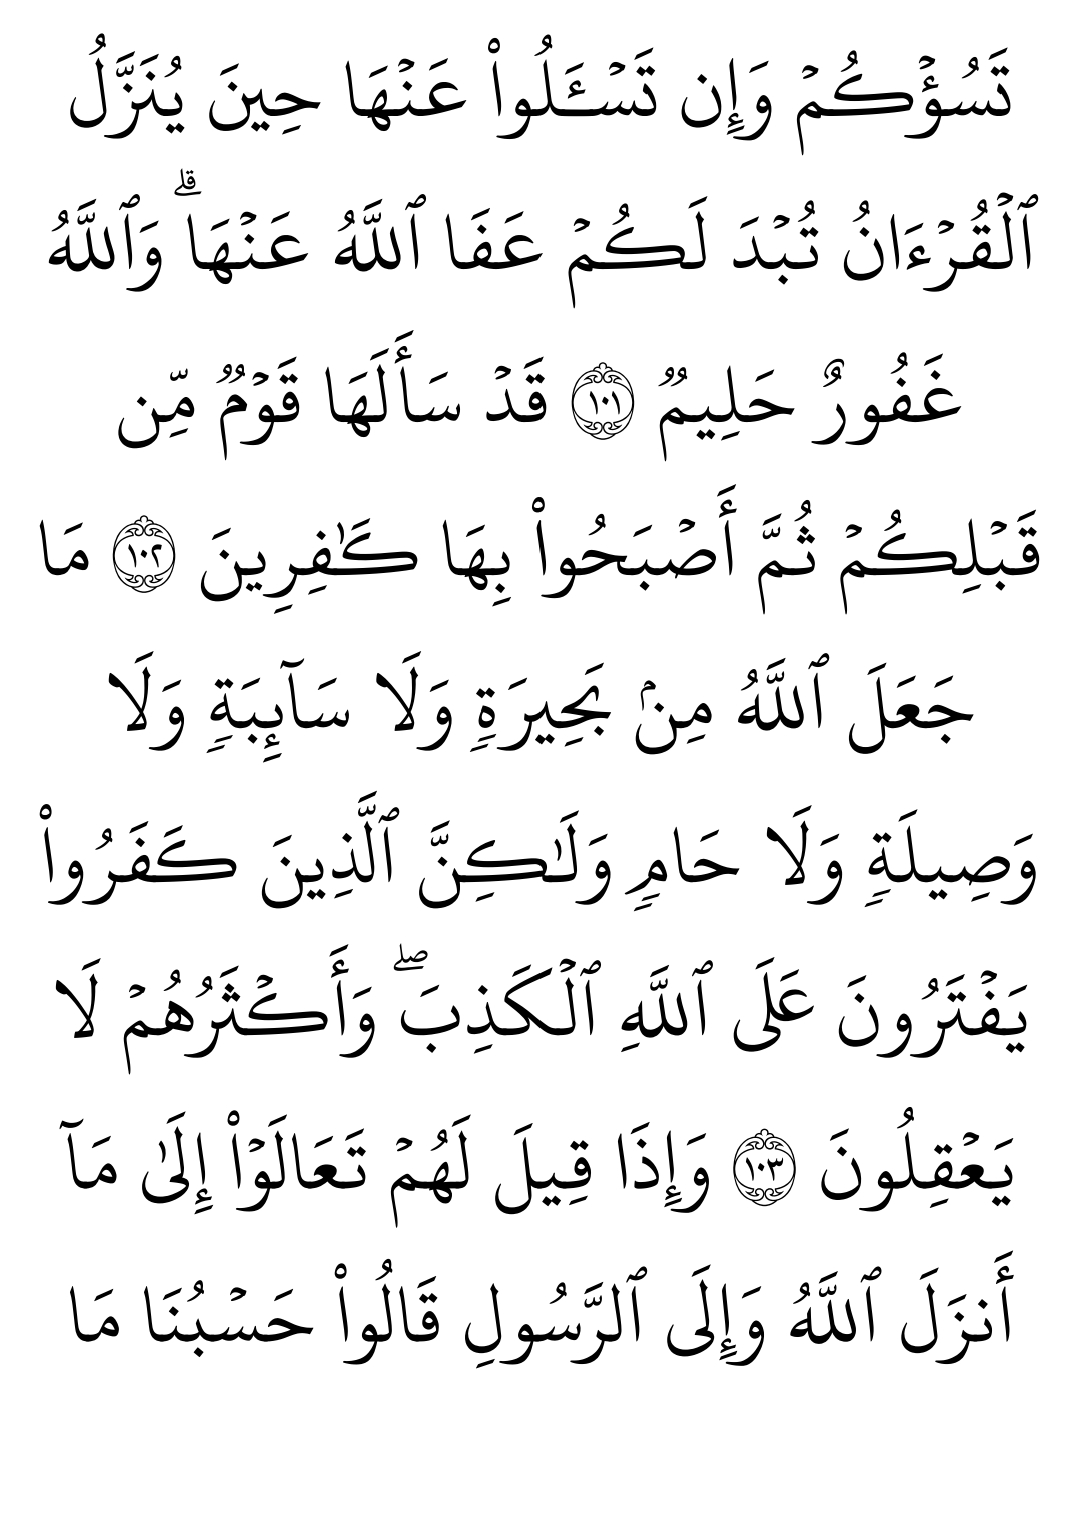 تَسُؤۡكُمۡ وَإِن تَسۡـَٔلُواْ عَنۡهَا حِينَ يُنَزَّلُ
ٱلۡقُرۡءَانُ تُبۡدَ لَكُمۡ عَفَا ٱللَّهُ عَنۡهَاۗ وَٱللَّهُ
غَفُورٌ حَلِيمٞ ١٠١ قَدۡ سَأَلَهَا قَوۡمٞ مِّن
قَبۡلِكُمۡ ثُمَّ أَصۡبَحُواْ بِهَا كَٰفِرِينَ ١٠٢ مَا
جَعَلَ ٱللَّهُ مِنۢ بَحِيرَةٖ وَلَا سَآئِبَةٖ وَلَا
وَصِيلَةٖ وَلَا حَامٖ وَلَٰكِنَّ ٱلَّذِينَ كَفَرُواْ
يَفۡتَرُونَ عَلَى ٱللَّهِ ٱلۡكَذِبَۖ وَأَكۡثَرُهُمۡ لَا
يَعۡقِلُونَ ١٠٣ وَإِذَا قِيلَ لَهُمۡ تَعَالَوۡاْ إِلَىٰ مَآ
أَنزَلَ ٱللَّهُ وَإِلَى ٱلرَّسُولِ قَالُواْ حَسۡبُنَا مَا